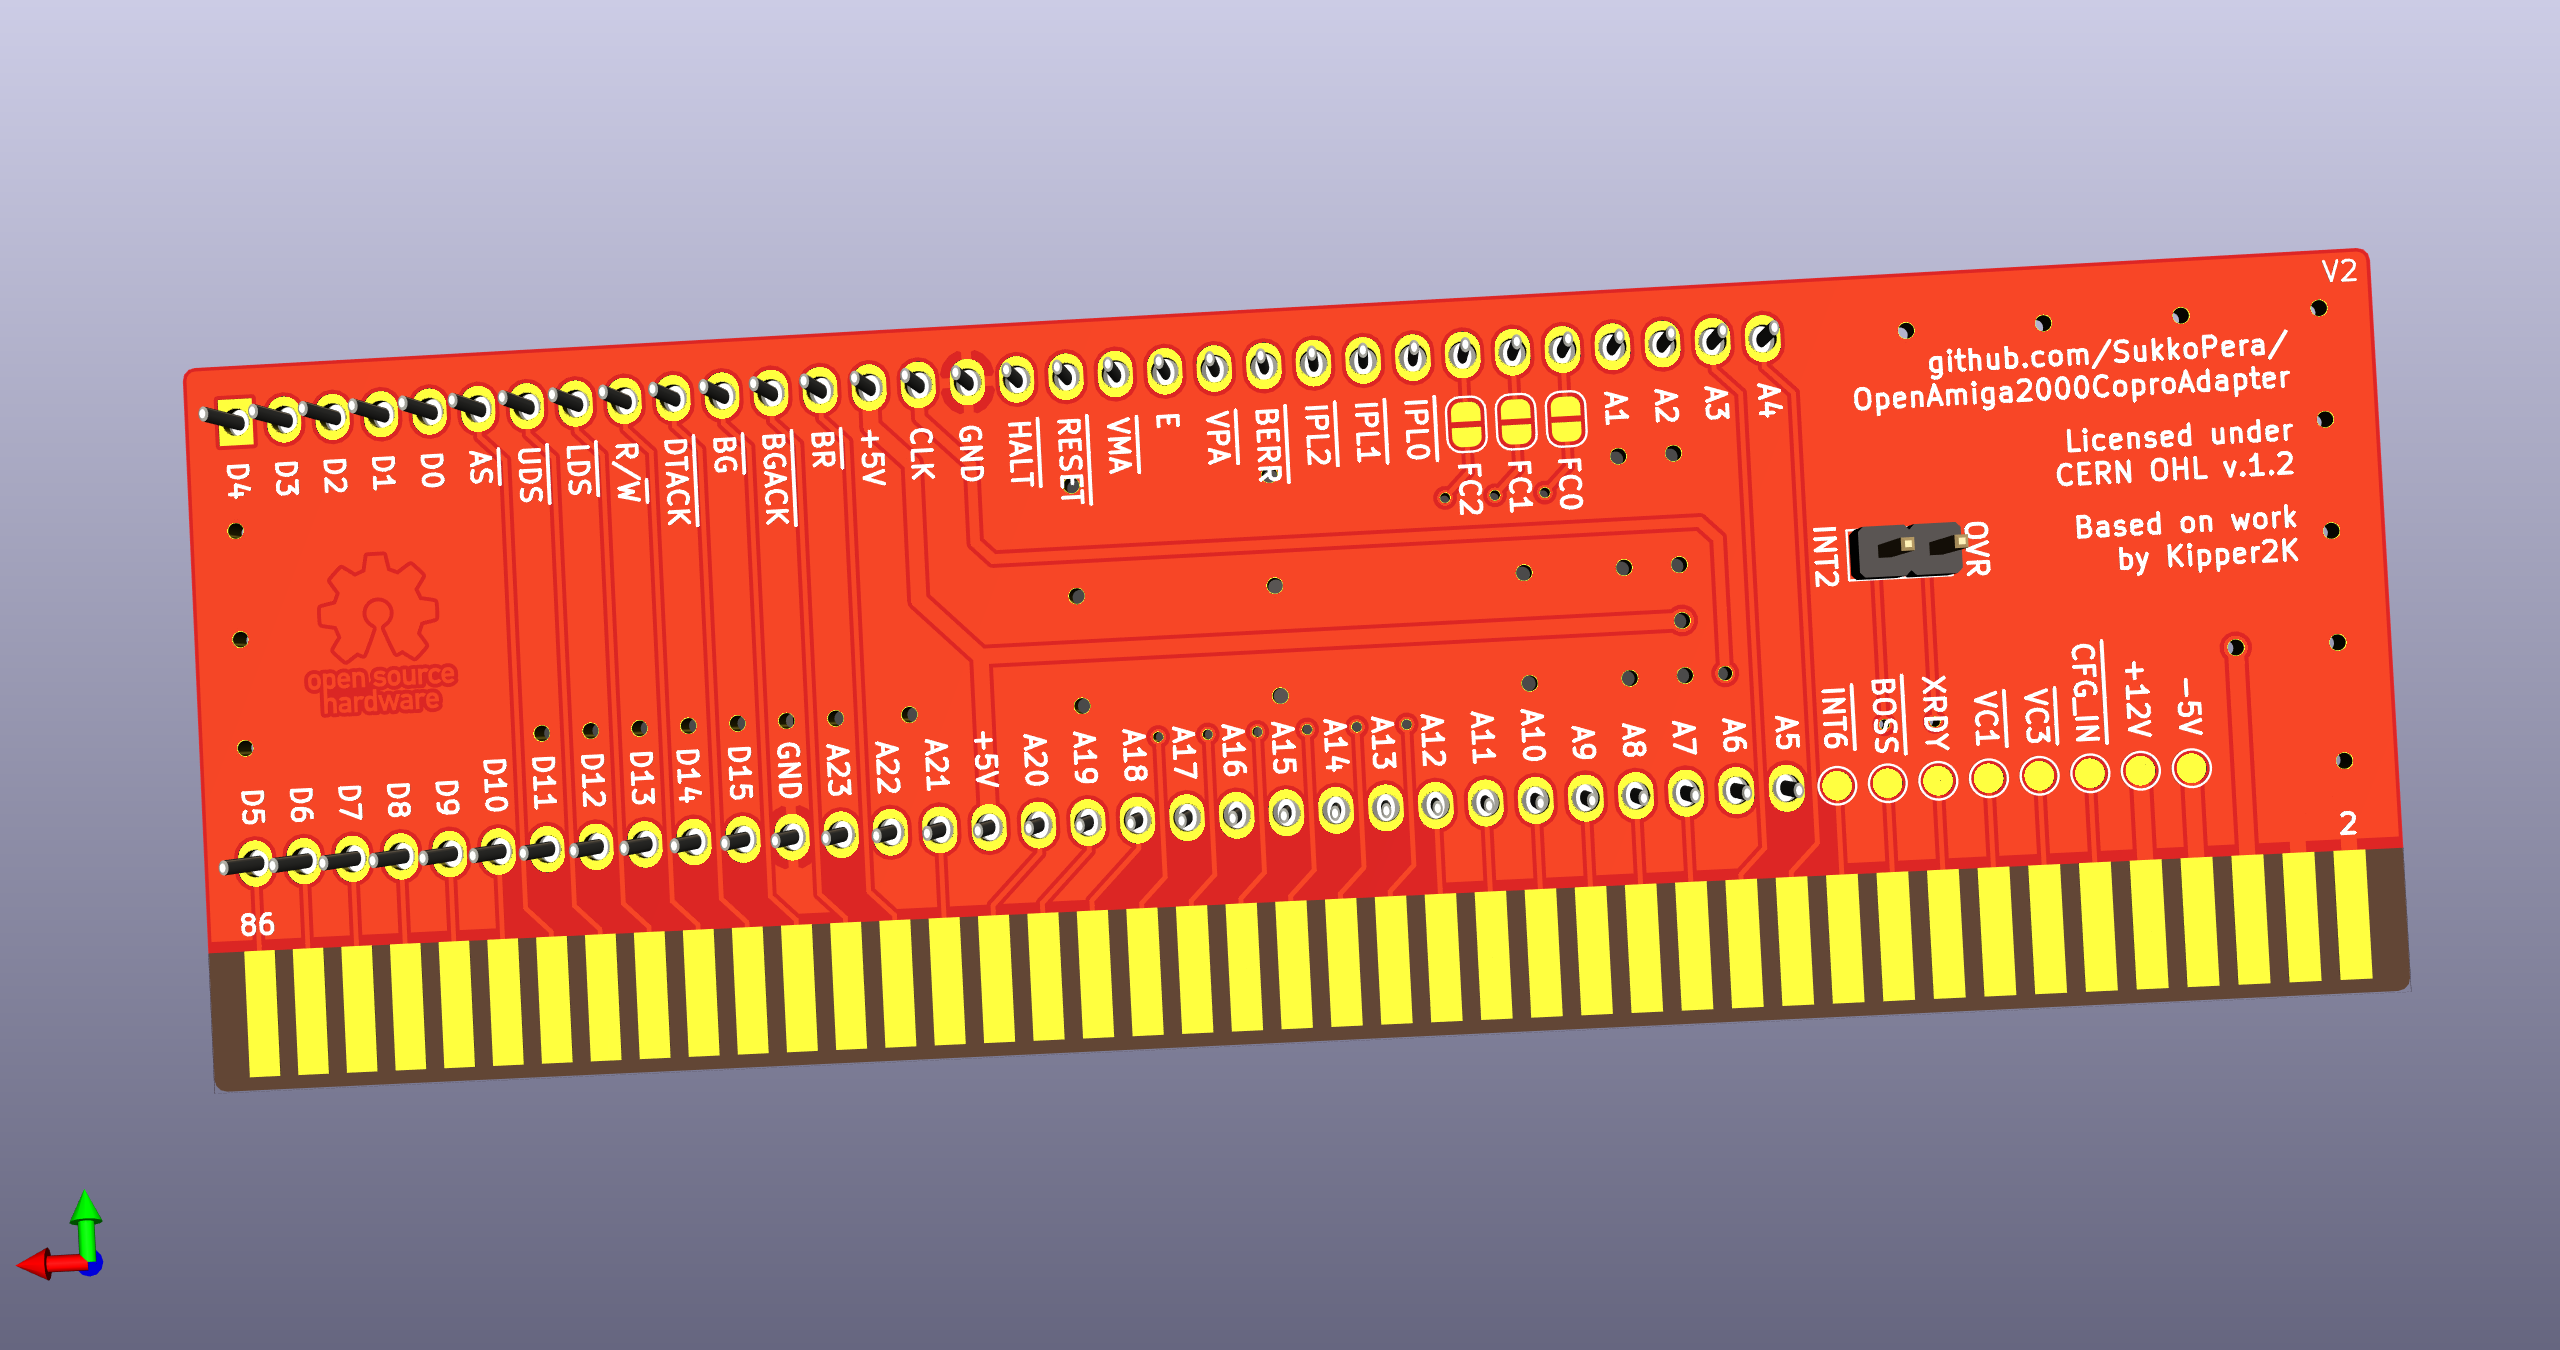 V2
github.com/SukkoPera/
OpenAmiga2000CoproAdapter
Licensed under
CERN OHL v.1.2
Based on work
by Kipper2K
D4
D3
D2
D1
D0
AS
UDS
LDS
R/W
DTACK
BG
BGACK
BR
+5V
CLK
GND
HALT
RESET
VMA
E
VPA
BERR
IPL2
IPL1
IPL0
FC2
FC1
FC0
A1
A2
A3
A4
INT2
OVR
open source
hardware
D5
D6
D7
D8
D9
D10
D11
D12
D13
D14
D15
GND
A23
A22
A21
+5V
A20
A19
A18
A17
A16
A15
A14
A13
A12
A11
A10
A9
A8
A7
A6
A5
INT6
BOSS
XRDY
VC1
VC3
CFG_IN
+12V
-5V
86
2